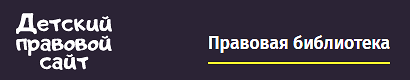 Детский
правовой
сайт
Правовая библиотека